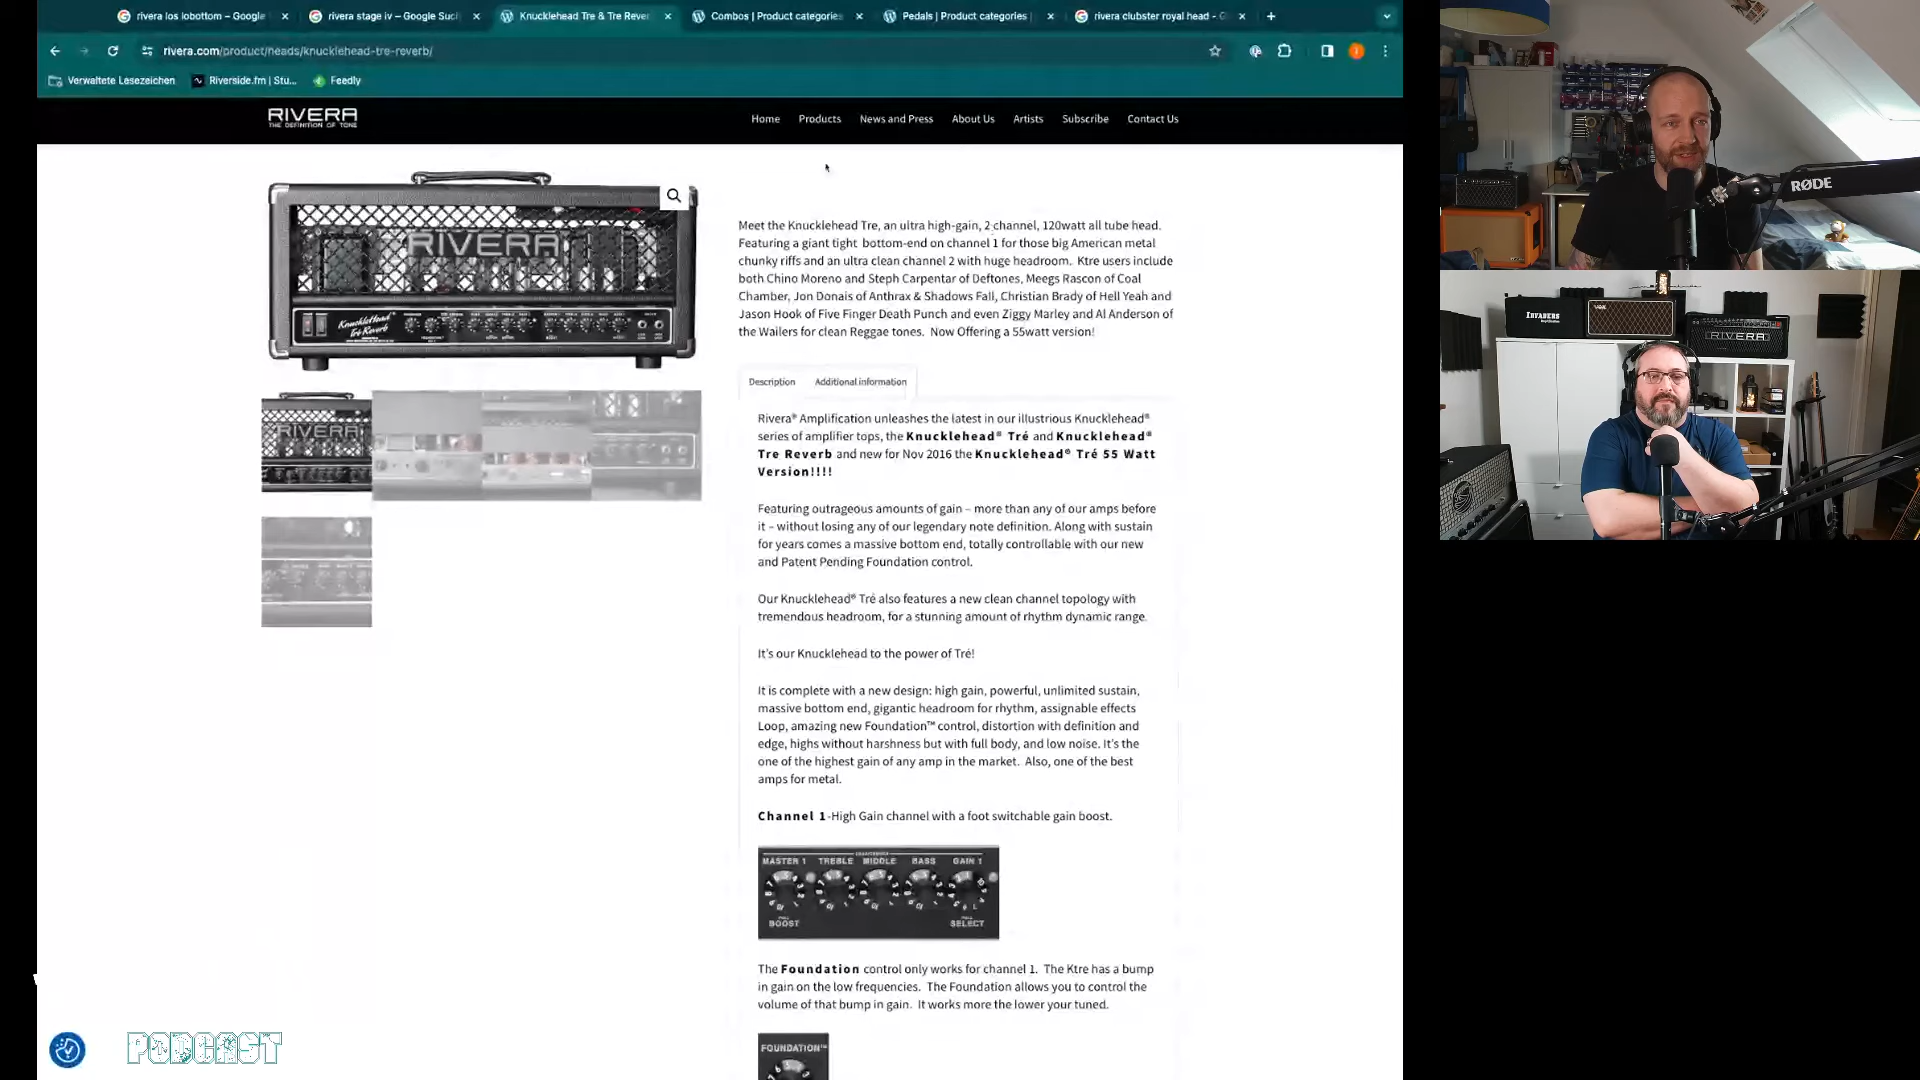 rivera los lobottom – Google
rivera stage iv – Google Suc
Knucklehead Tre & Tre Rever
Combos | Product categories
Pedals | Product categories
rivera clubster royal head - G
rivera.com/product/heads/knucklehead-tre-reverb/
Verwaltete Lesezeichen
Riverside.fm | Stu...
Feedly
RIVERA
THE DEFINITION OF TONE
Home
Products
News and Press
About Us
Artists
Subscribe
Contact Us
RIVERA
KnuckleHead
Tré Reverb
Meet the Knucklehead Tre, an ultra high-gain, 2 channel, 120watt all tube head.
Featuring a giant tight bottom-end on channel 1 for those big American metal
chunky riffs and an ultra clean channel 2 with huge headroom. Ktre users include
both Chino Moreno and Steph Carpentar of Deftones, Meegs Rascon of Coal
Chamber, Jon Donais of Anthrax & Shadows Fall, Christian Brady of Hell Yeah and
Jason Hook of Five Finger Death Punch and even Ziggy Marley and Al Anderson of
the Wailers for clean Reggae tones. Now Offering a 55watt version!
Description
Additional information
Rivera® Amplification unleashes the latest in our illustrious Knucklehead®
series of amplifier tops, the Knucklehead® Tré and Knucklehead®
Tre Reverb and new for Nov 2016 the Knucklehead® Tré 55 Watt
Version!!!!
Featuring outrageous amounts of gain – more than any of our amps before
it – without losing any of our legendary note definition. Along with sustain
for years comes a massive bottom end, totally controllable with our new
and Patent Pending Foundation control.
Our Knucklehead® Tré also features a new clean channel topology with
tremendous headroom, for a stunning amount of rhythm dynamic range.
It's our Knucklehead to the power of Tré!
It is complete with a new design: high gain, powerful, unlimited sustain,
massive bottom end, gigantic headroom for rhythm, assignable effects
Loop, amazing new Foundation™ control, distortion with definition and
edge, highs without harshness but with full body, and low noise. It's the
one of the highest gain of any amp in the market. Also, one of the best
amps for metal.
Channel 1-High Gain channel with a foot switchable gain boost.
MASTER 1 TREBLE MIDDLE BASS GAIN 1
PULL PULL
BOOST SELECT
The Foundation control only works for channel 1. The Ktre has a bump
in gain on the low frequencies. The Foundation allows you to control the
volume of that bump in gain. It works more the lower your tuned.
FOUNDATION™
PODCAST
RØDE
INVADERS
VOX
RIVERA